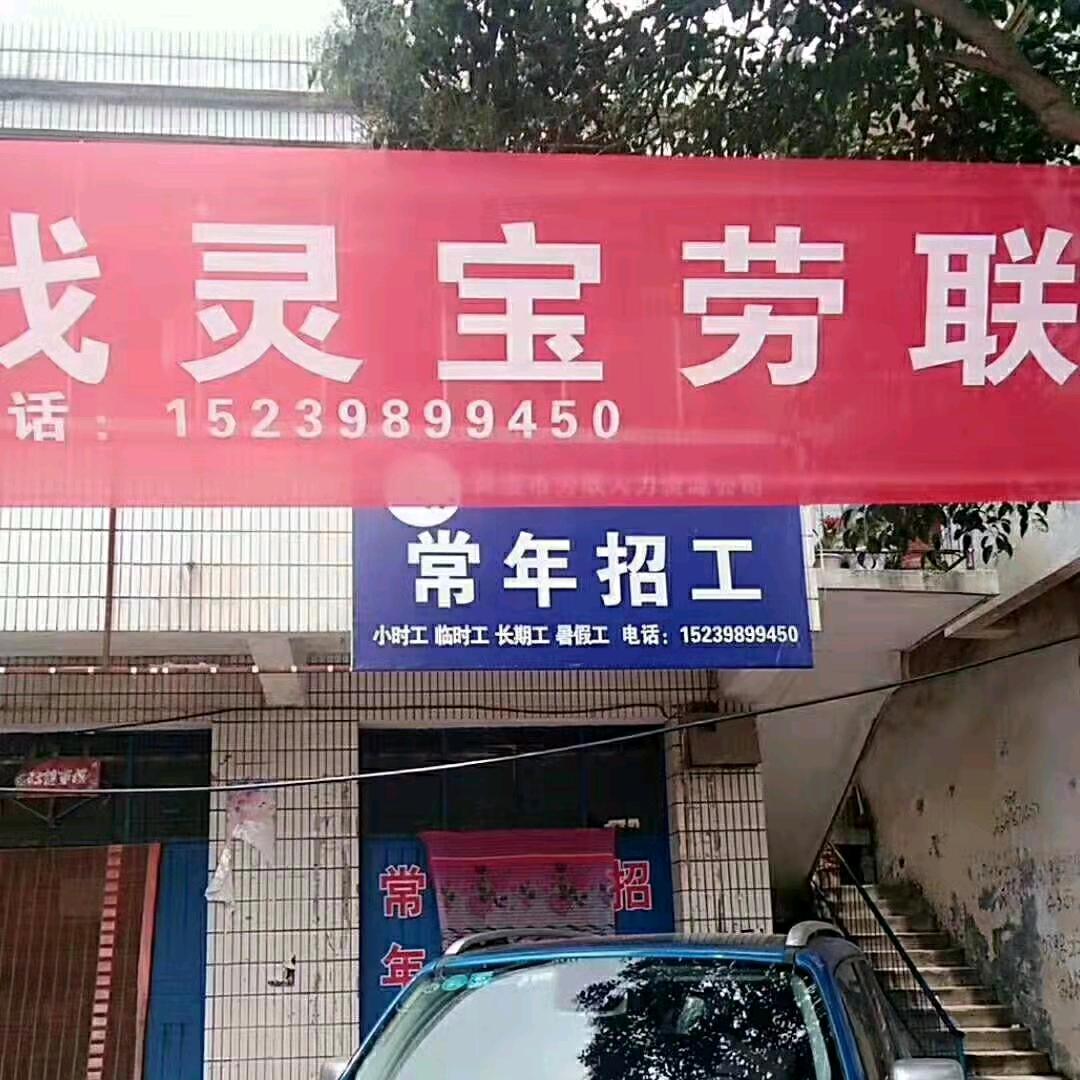 找灵宝劳联
话: 15239899450
常年招工
小时工 临时工 长期工 暑假工 电话: 15239899450
常 招
年